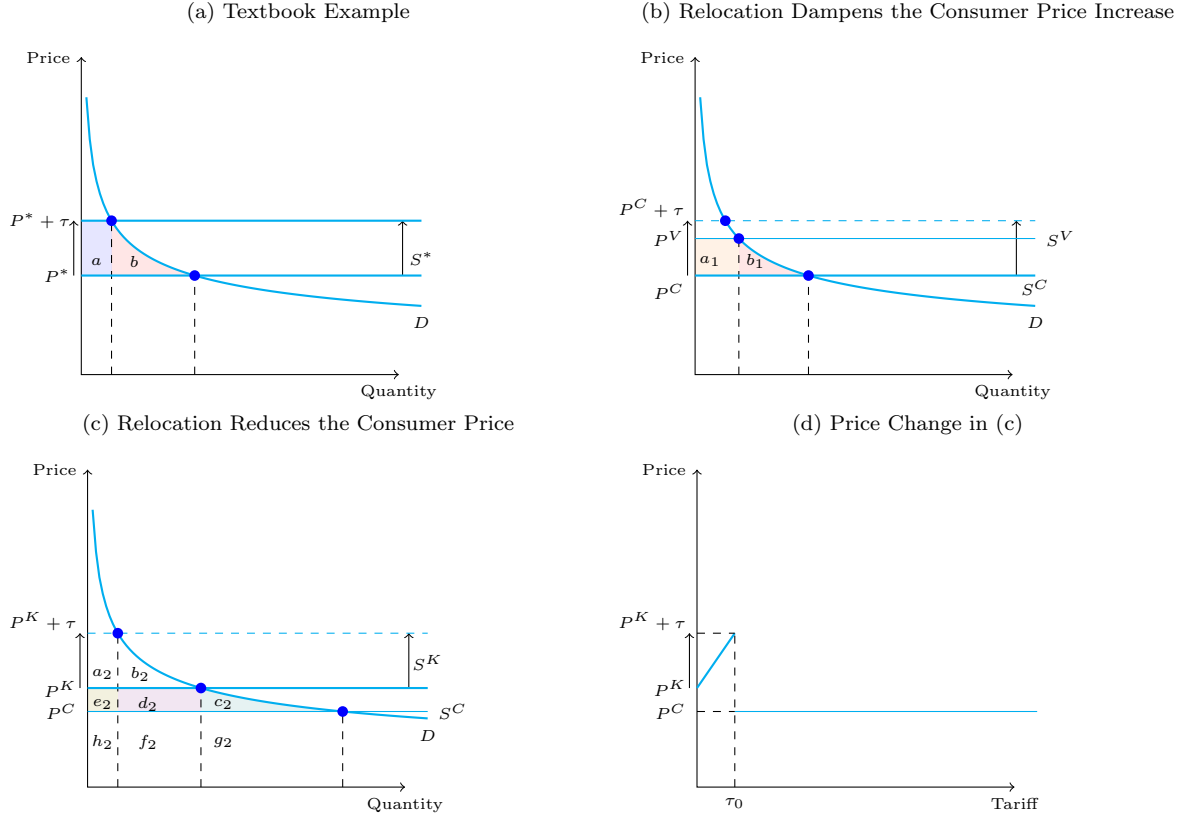 (a) Textbook Example
Price
P* + τ
a
b
S*
P*
D
Quantity
(b) Relocation Dampens the Consumer Price Increase
Price
P^C + τ
P^V
S^V
a₁
b₁
P^C
S^C
D
Quantity
(c) Relocation Reduces the Consumer Price
Price
P^K + τ
a₂
b₂
S^K
P^K
e₂
d₂
c₂
P^C
S^C
D
h₂
f₂
g₂
Quantity
(d) Price Change in (c)
Price
P^K + τ
P^K
P^C
τ₀
Tariff